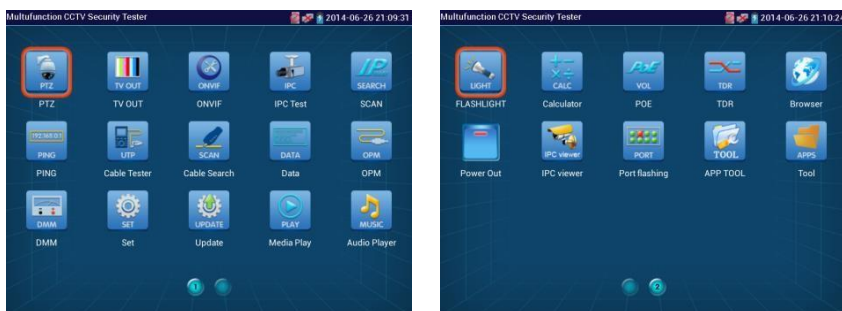 Multufunction CCTV Security Tester
2014-06-26 21:09:31
PTZ TV OUT ONVIF IPC SEARCH
PTZ TV OUT ONVIF IPC Test SCAN
PING UTP SCAN DATA OPM
PING Cable Tester Cable Search Data OPM
DMM SET UPDATE PLAY MUSIC
DMM Set Update Media Play Audio Player
1
Multufunction CCTV Security Tester
2014-06-26 21:10:24
LIGHT CALC VOL TDR
FLASHLIGHT Calculator POE TDR Browser
IPC viewer PORT TOOL APPS
Power Out IPC viewer Port flashing APP TOOL Tool
2